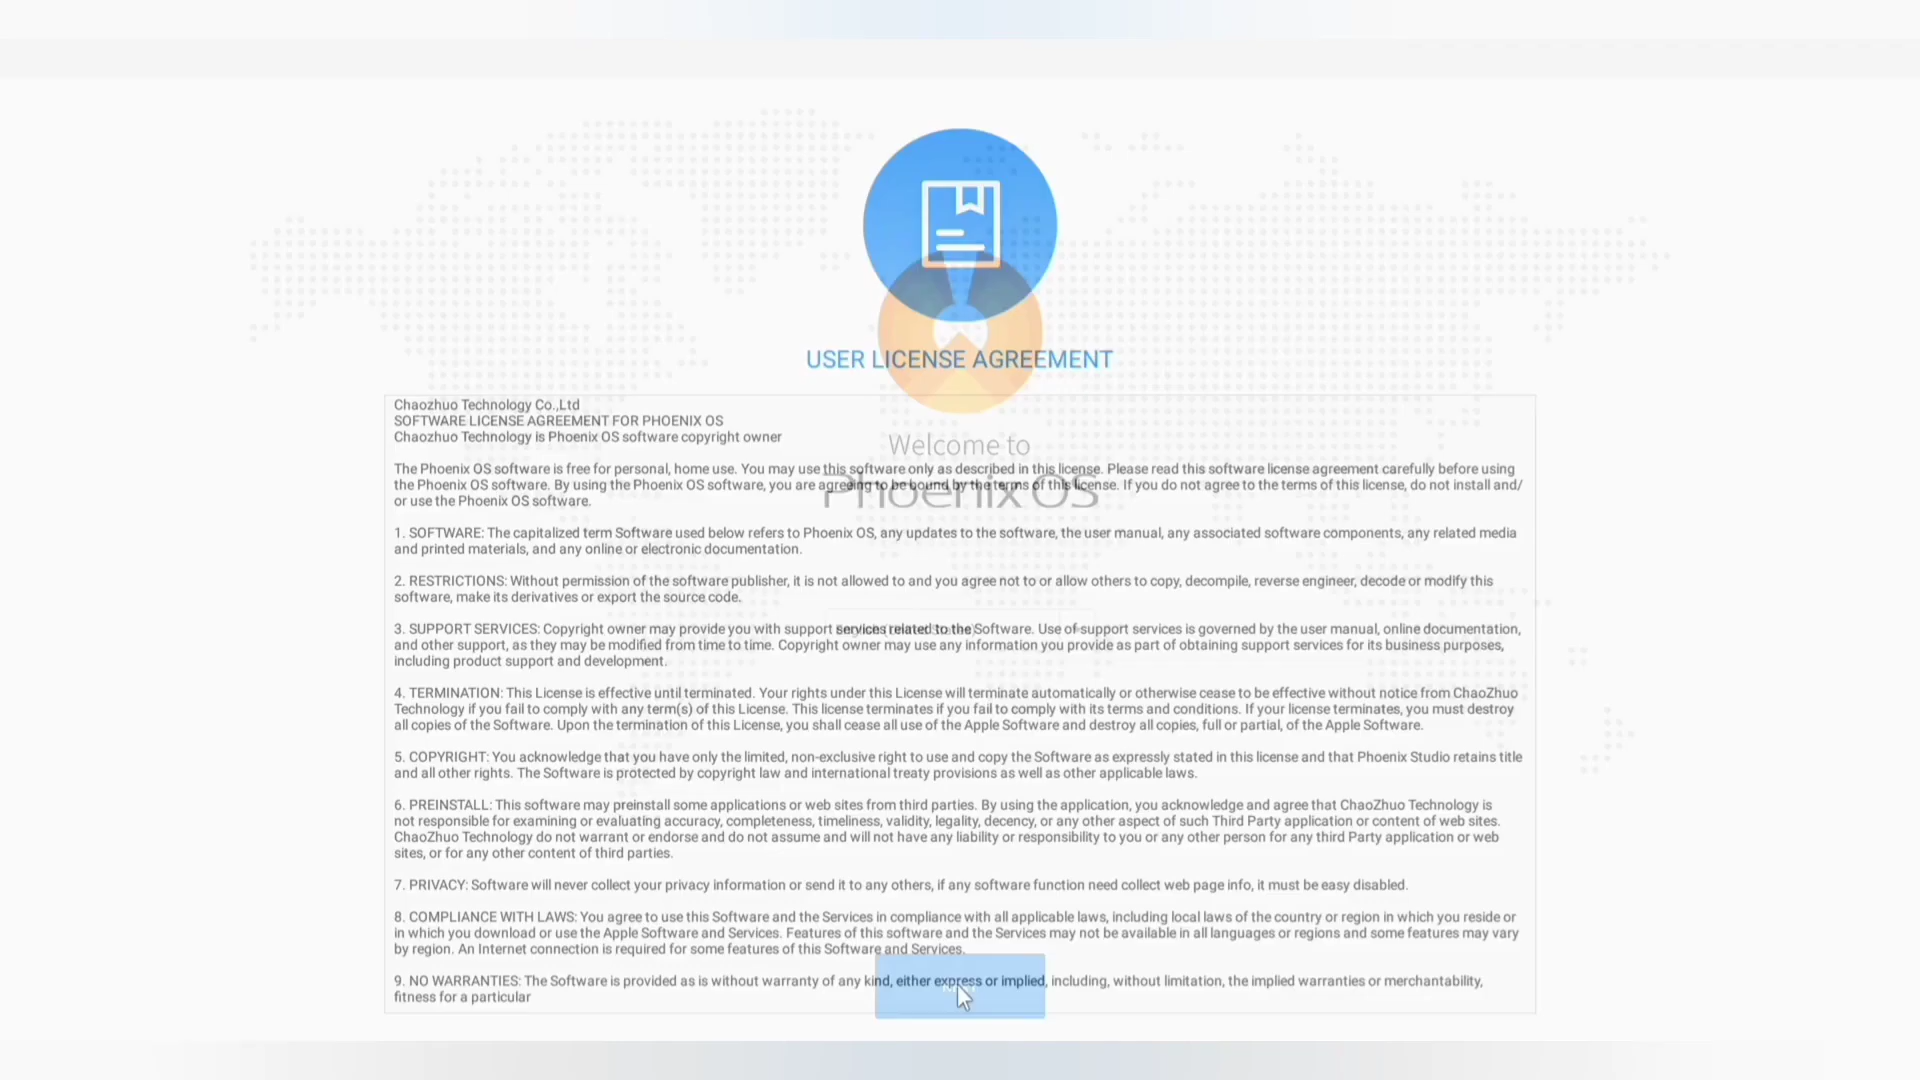 USER LICENSE AGREEMENT
Chaozhuo Technology Co.,Ltd
SOFTWARE LICENSE AGREEMENT FOR PHOENIX OS
Chaozhuo Technology is Phoenix OS software copyright owner
Welcome to
Phoenix OS
The Phoenix OS software is free for personal, home use. You may use this software only as described in this license. Please read this software license agreement carefully before using
the Phoenix OS software. By using the Phoenix OS software, you are agreeing to be bound by the terms of this license. If you do not agree to the terms of this license, do not install and/
or use the Phoenix OS software.
1. SOFTWARE: The capitalized term Software used below refers to Phoenix OS, any updates to the software, the user manual, any associated software components, any related media
and printed materials, and any online or electronic documentation.
2. RESTRICTIONS: Without permission of the software publisher, it is not allowed to and you agree not to or allow others to copy, decompile, reverse engineer, decode or modify this
software, make its derivatives or export the source code.
3. SUPPORT SERVICES: Copyright owner may provide you with support services related to the Software. Use of support services is governed by the user manual, online documentation,
and other support, as they may be modified from time to time. Copyright owner may use any information you provide as part of obtaining support services for its business purposes,
including product support and development.
4. TERMINATION: This License is effective until terminated. Your rights under this License will terminate automatically or otherwise cease to be effective without notice from ChaoZhuo
Technology if you fail to comply with any term(s) of this License. This license terminates if you fail to comply with its terms and conditions. If your license terminates, you must destroy
all copies of the Software. Upon the termination of this License, you shall cease all use of the Apple Software and destroy all copies, full or partial, of the Apple Software.
5. COPYRIGHT: You acknowledge that you have only the limited, non-exclusive right to use and copy the Software as expressly stated in this license and that Phoenix Studio retains title
and all other rights. The Software is protected by copyright law and international treaty provisions as well as other applicable laws.
6. PREINSTALL: This software may preinstall some applications or web sites from third parties. By using the application, you acknowledge and agree that ChaoZhuo Technology is
not responsible for examining or evaluating accuracy, completeness, timeliness, validity, legality, decency, or any other aspect of such Third Party application or content of web sites.
ChaoZhuo Technology do not warrant or endorse and do not assume and will not have any liability or responsibility to you or any other person for any third Party application or web
sites, or for any other content of third parties.
7. PRIVACY: Software will never collect your privacy information or send it to any others, if any software function need collect web page info, it must be easy disabled.
8. COMPLIANCE WITH LAWS: You agree to use this Software and the Services in compliance with all applicable laws, including local laws of the country or region in which you reside or
in which you download or use the Apple Software and Services. Features of this software and the Services may not be available in all languages or regions and some features may vary
by region. An Internet connection is required for some features of this Software and Services.
9. NO WARRANTIES: The Software is provided as is without warranty of any kind, either express or implied, including, without limitation, the implied warranties or merchantability,
fitness for a particular